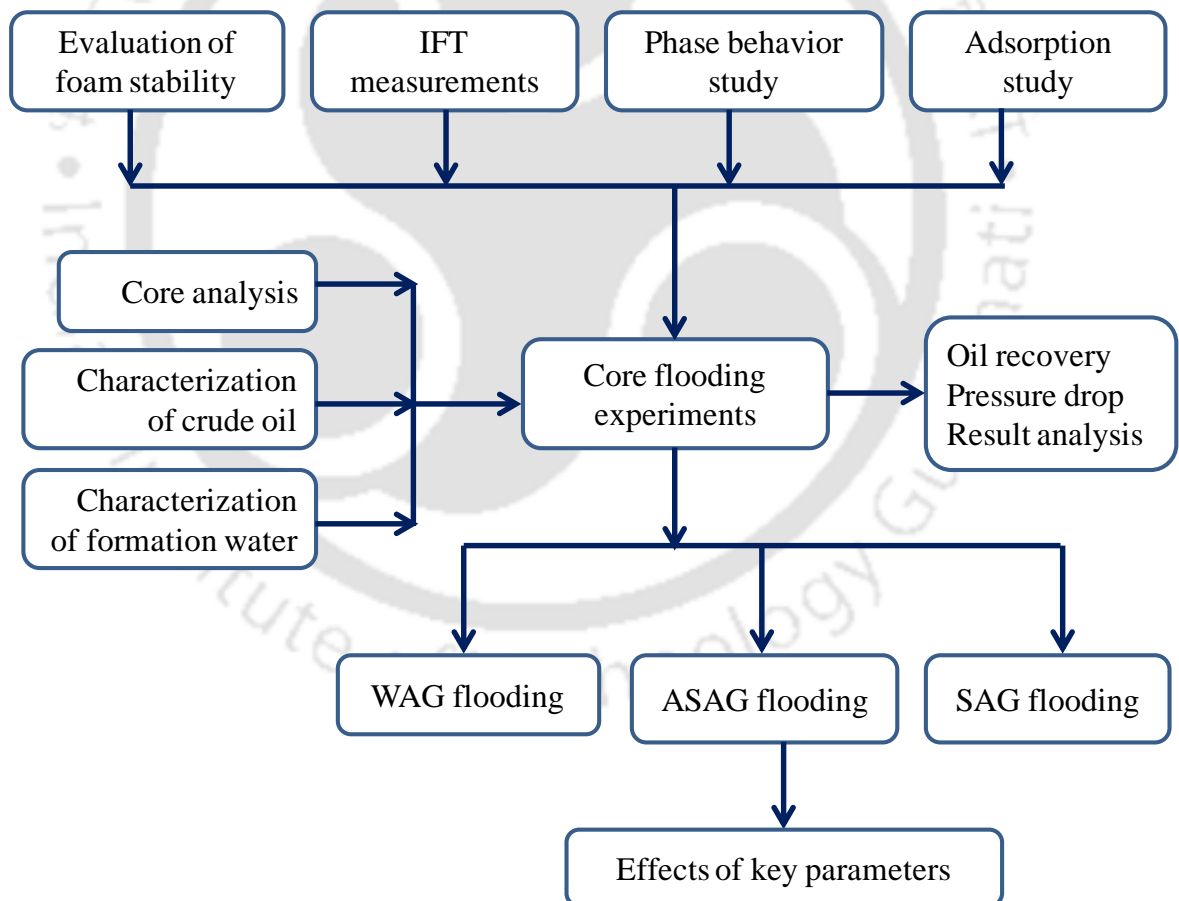 Evaluation of
foam stability
IFT
measurements
Phase behavior
study
Adsorption
study
Core analysis
Characterization
of crude oil
Characterization
of formation water
Core flooding
experiments
Oil recovery
Pressure drop
Result analysis
WAG flooding
ASAG flooding
SAG flooding
Effects of key parameters